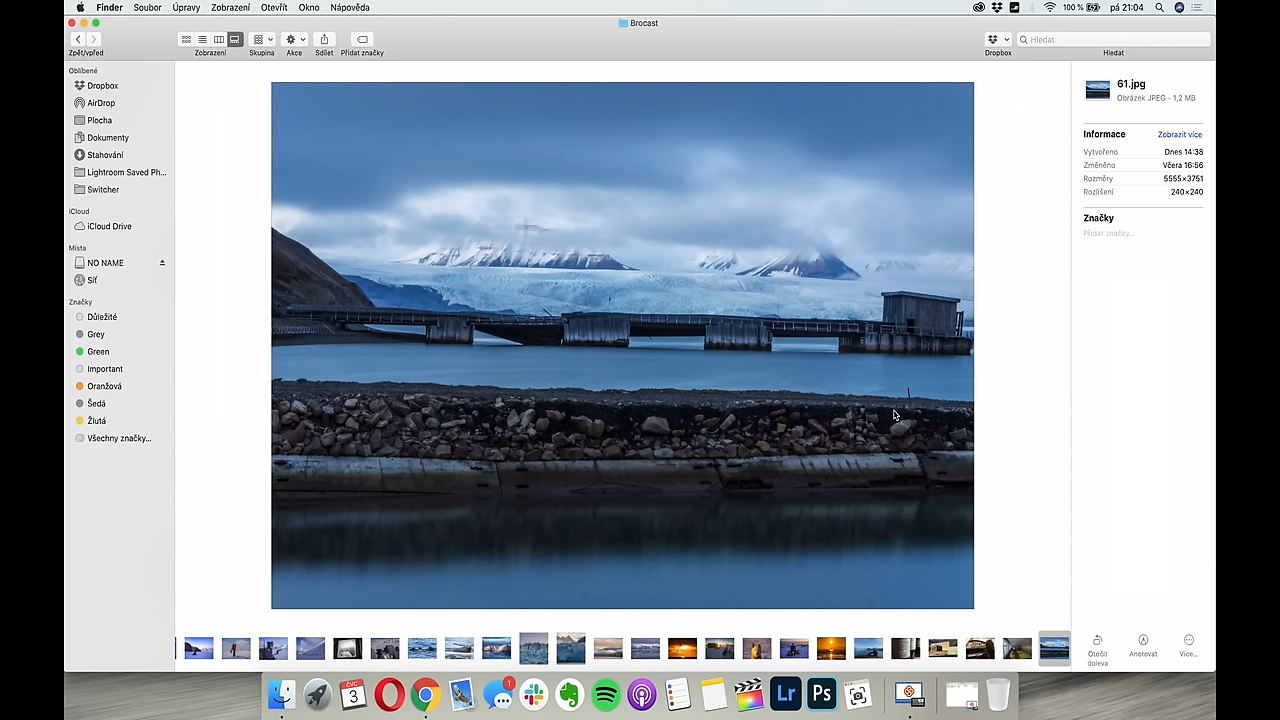 Finder Soubor Úpravy Zobrazení Otevřít Okno Nápověda
100 % pá 21:04
Brocast
Zpět/vpřed Zobrazení Skupina Akce Sdílet Přidat značky Dropbox Hledat
Hledat
Oblíbené
Dropbox
AirDrop
Plocha
Dokumenty
Stahování
Lightroom Saved Ph...
Switcher
iCloud
iCloud Drive
Místa
NO NAME
Síť
Značky
Důležité
Grey
Green
Important
Oranžová
Šedá
Žlutá
Všechny značky...
61.jpg
Obrázek JPEG - 1,2 MB
Informace Zobrazit více
Vytvořeno Dnes 14:38
Změněno Včera 16:56
Rozměry 5555×3751
Rozlišení 240×240
Značky
Přidat značky...
Otočit doleva
Anotovat
Více...
CVC
3
1
Lr
Ps